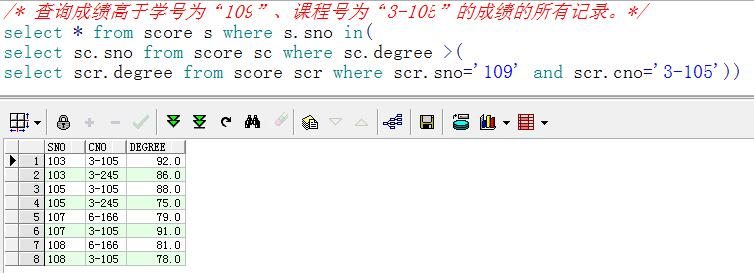 /* 查询成绩高于学号为“109”、课程号为“3-105”的成绩的所有记录。*/
select * from score s where s.sno in(
select sc.sno from score sc where sc.degree >(
select scr.degree from score scr where scr.sno='109' and scr.cno='3-105'))
SNO CNO DEGREE
1 103 3-105 92.0
2 103 3-245 86.0
3 105 3-105 88.0
4 105 3-245 75.0
5 107 6-166 79.0
6 107 3-105 91.0
7 108 6-166 81.0
8 108 3-105 78.0